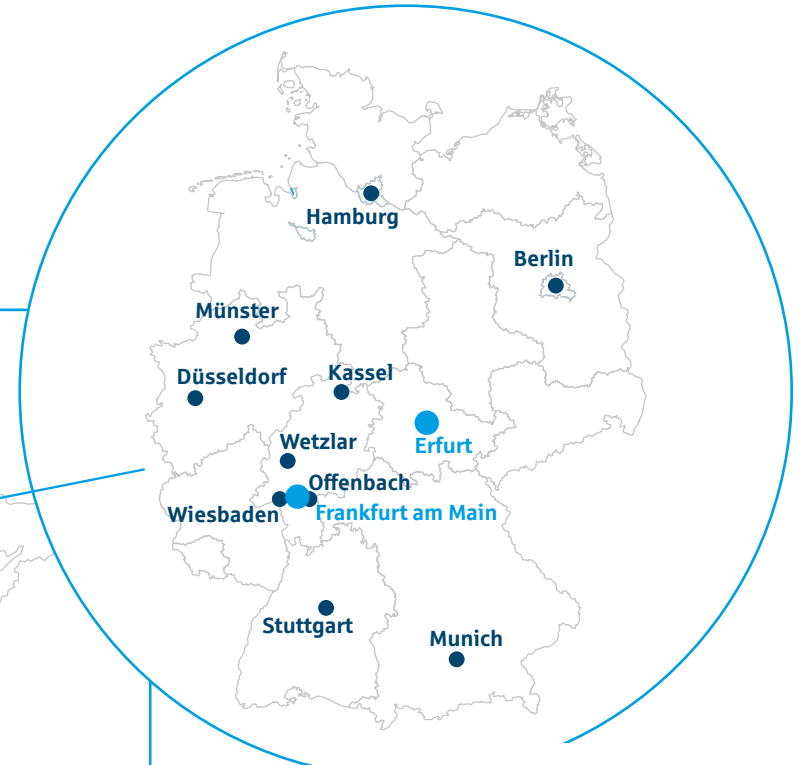 Hamburg
Berlin
Münster
Düsseldorf
Kassel
Erfurt
Wetzlar
Offenbach
Wiesbaden
Frankfurt am Main
Stuttgart
Munich